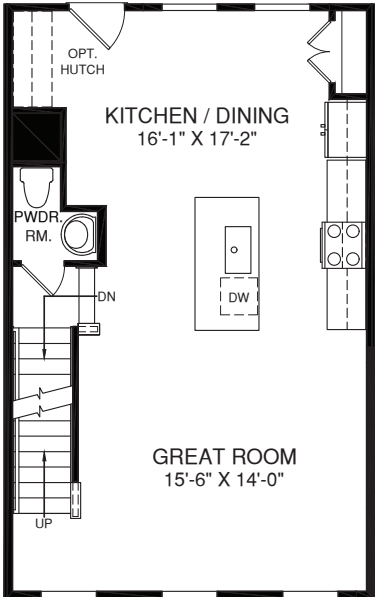 OPT.
HUTCH
KITCHEN / DINING
16'-1" X 17'-2"
PWDR.
RM.
DW
DN
GREAT ROOM
15'-6" X 14'-0"
UP